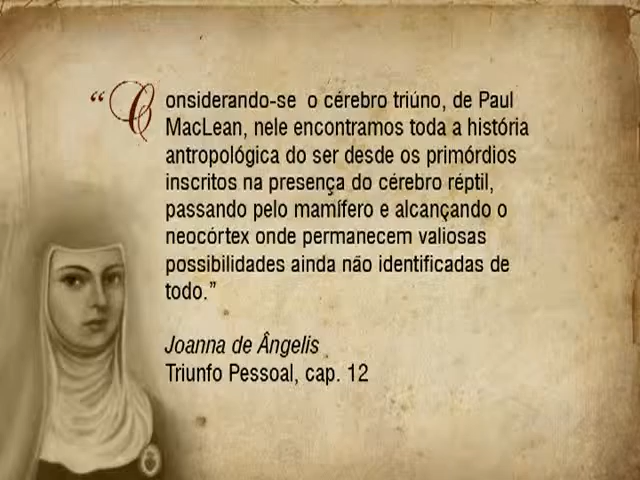 “Considerando-se o cérebro triúno, de Paul
MacLean, nele encontramos toda a história
antropológica do ser desde os primórdios
inscritos na presença do cérebro réptil,
passando pelo mamífero e alcançando o
neocórtex onde permanecem valiosas
possibilidades ainda não identificadas de
todo.”
Joanna de Ângelis
Triunfo Pessoal, cap. 12